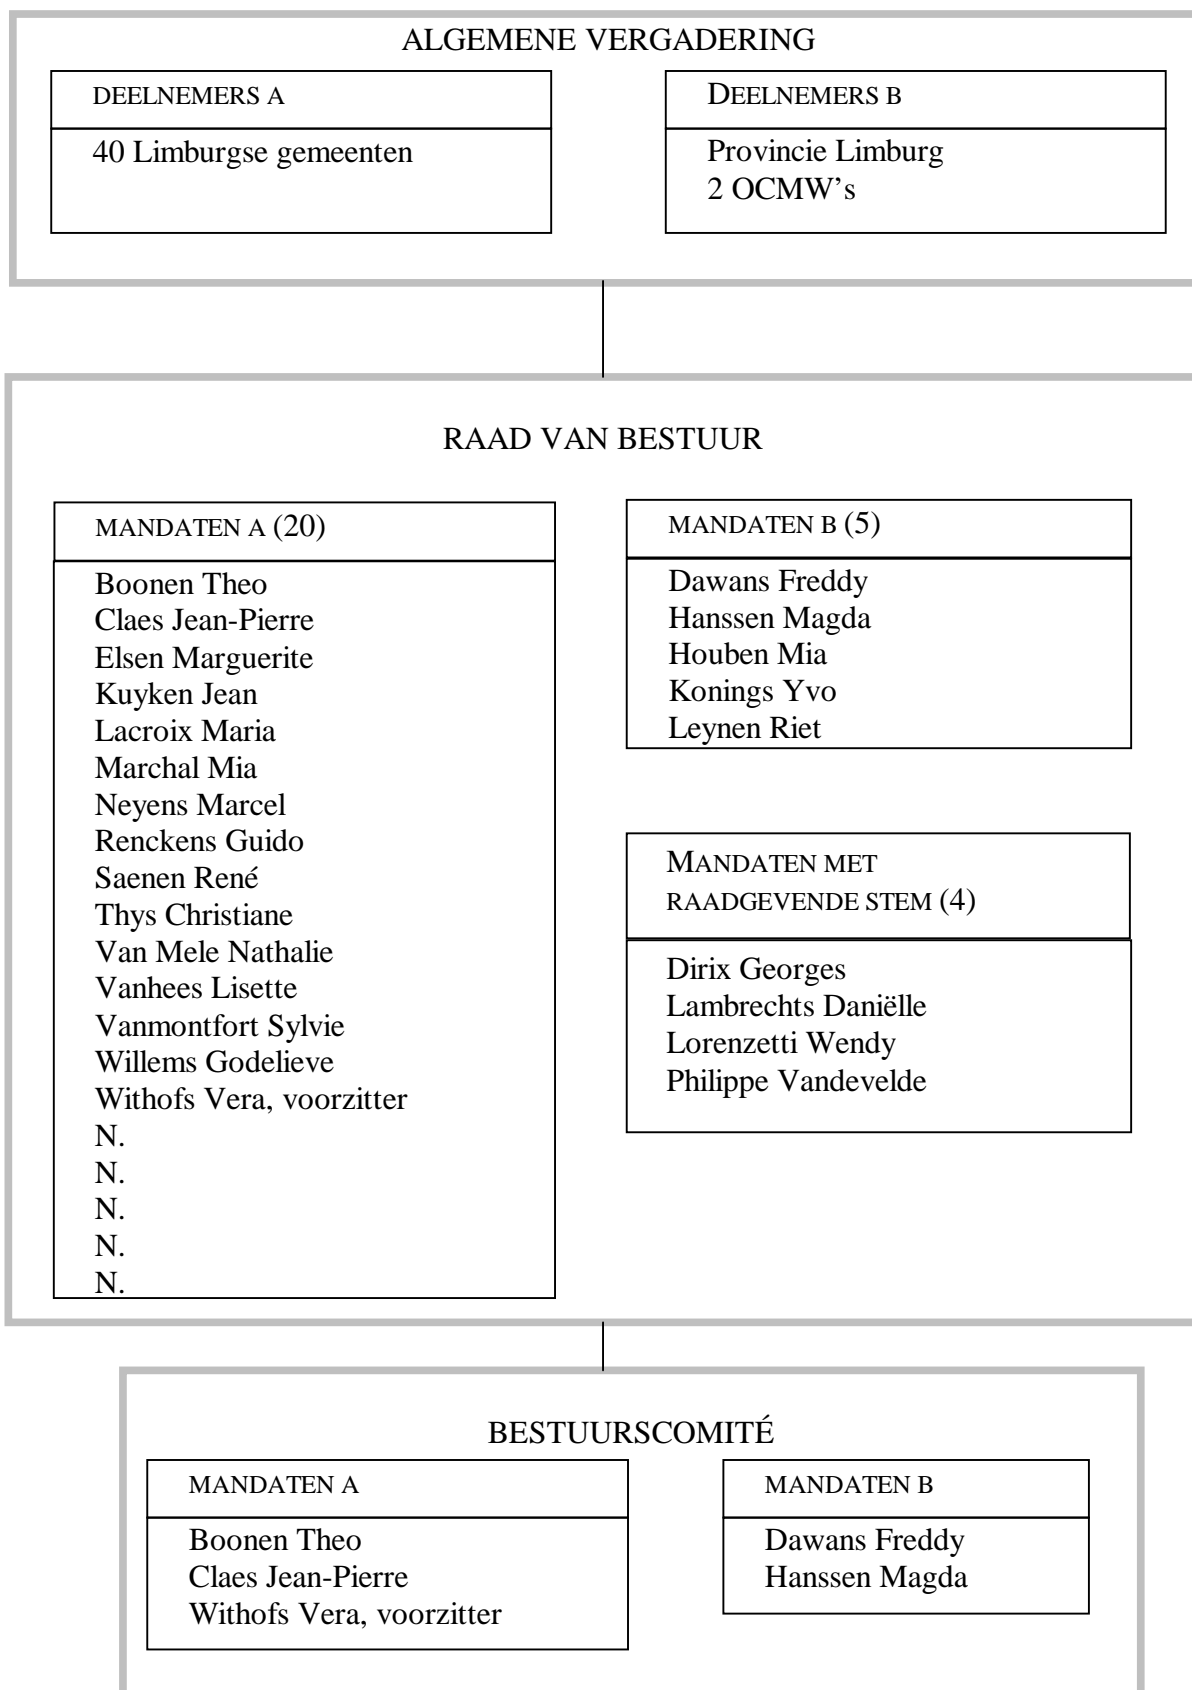 ALGEMENE VERGADERING
DEELNEMERS A
40 Limburgse gemeenten
DEELNEMERS B
Provincie Limburg
2 OCMW’s
RAAD VAN BESTUUR
MANDATEN A (20)
Boonen Theo
Claes Jean-Pierre
Elsen Marguerite
Kuyken Jean
Lacroix Maria
Marchal Mia
Neyens Marcel
Renckens Guido
Saenen René
Thys Christiane
Van Mele Nathalie
Vanhees Lisette
Vanmontfort Sylvie
Willems Godelieve
Withofs Vera, voorzitter
N.
N.
N.
N.
N.
MANDATEN B (5)
Dawans Freddy
Hanssen Magda
Houben Mia
Konings Yvo
Leynen Riet
MANDATEN MET
RAADGEVENDE STEM (4)
Dirix Georges
Lambrechts Daniëlle
Lorenzetti Wendy
Philippe Vandevelde
BESTUURSCOMITÉ
MANDATEN A
Boonen Theo
Claes Jean-Pierre
Withofs Vera, voorzitter
MANDATEN B
Dawans Freddy
Hanssen Magda